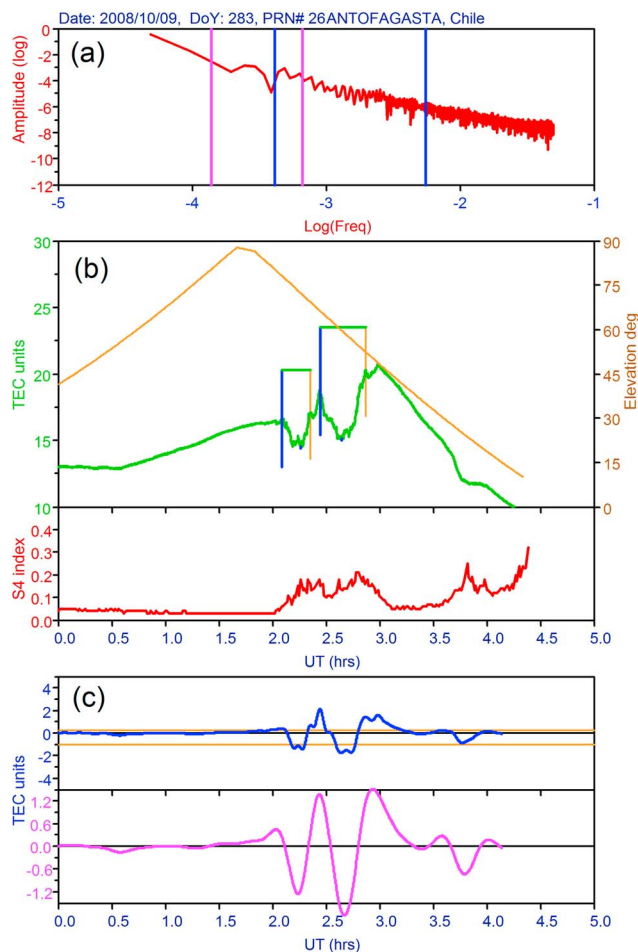 Date: 2008/10/09, DoY: 283, PRN# 26ANTOFAGASTA, Chile
(a)
Amplitude (log)
0
-2
-4
-6
-8
-10
-12
-5
-4
-3
-2
-1
Log(Freq)
(b)
TEC units
30
25
20
15
10
90
75
60
45
30
15
0
Elevation deg
S4 index
0.4
0.3
0.2
0.1
0.0
0.0 0.5 1.0 1.5 2.0 2.5 3.0 3.5 4.0 4.5 5.0
UT (hrs)
(c)
TEC units
4
2
0
-2
-4
1.2
0.6
0.0
-0.6
-1.2
0.0 0.5 1.0 1.5 2.0 2.5 3.0 3.5 4.0 4.5 5.0
UT (hrs)